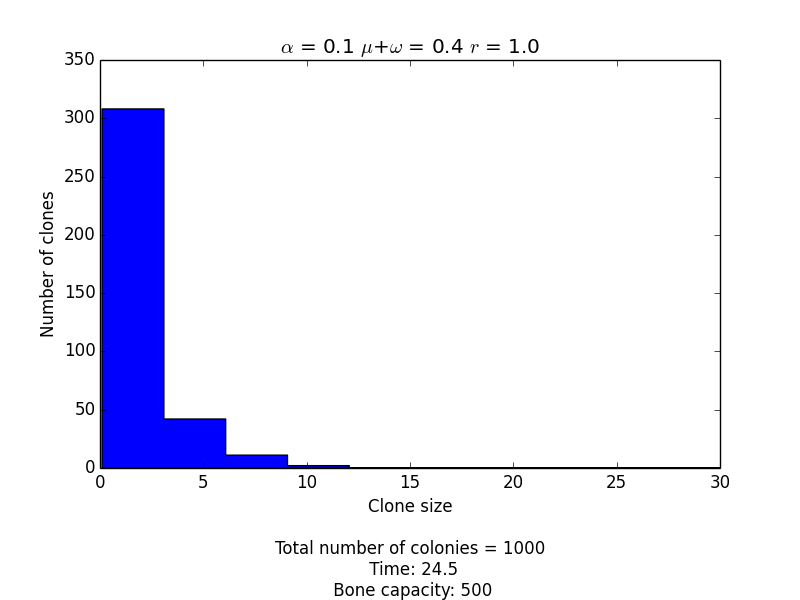 α = 0.1 μ+ω = 0.4 r = 1.0
350
300
250
200
150
100
50
0
Number of clones
0 5 10 15 20 25 30
Clone size
Total number of colonies = 1000
Time: 24.5
Bone capacity: 500